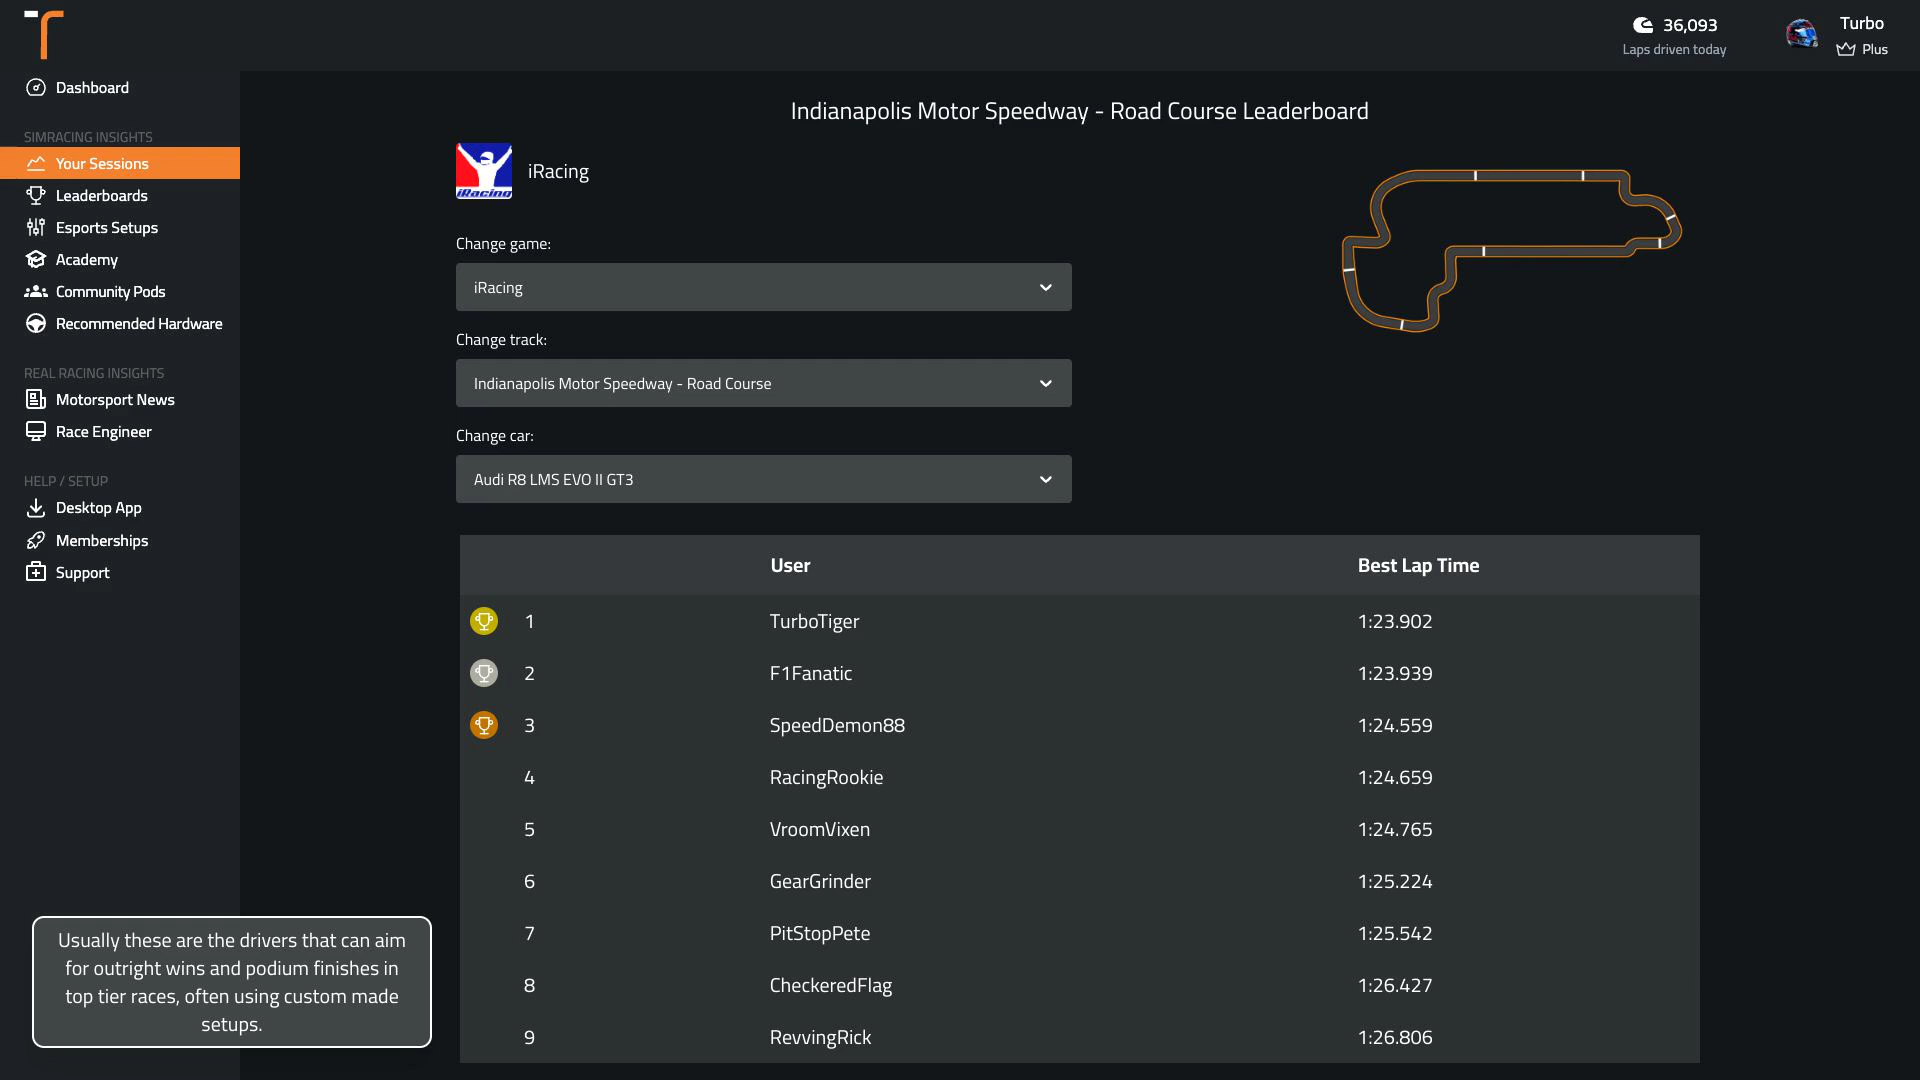 36,093
Laps driven today
Turbo
Plus
Dashboard
SIMRACING INSIGHTS
Your Sessions
Leaderboards
Esports Setups
Academy
Community Pods
Recommended Hardware
REAL RACING INSIGHTS
Motorsport News
Race Engineer
HELP / SETUP
Desktop App
Memberships
Support
Usually these are the drivers that can aim
for outright wins and podium finishes in
top tier races, often using custom made
setups.
Indianapolis Motor Speedway - Road Course Leaderboard
iRacing
iRacing
Change game:
iRacing
Change track:
Indianapolis Motor Speedway - Road Course
Change car:
Audi R8 LMS EVO II GT3
User Best Lap Time
1 TurboTiger 1:23.902
2 F1Fanatic 1:23.939
3 SpeedDemon88 1:24.559
4 RacingRookie 1:24.659
5 VroomVixen 1:24.765
6 GearGrinder 1:25.224
7 PitStopPete 1:25.542
8 CheckeredFlag 1:26.427
9 RevvingRick 1:26.806